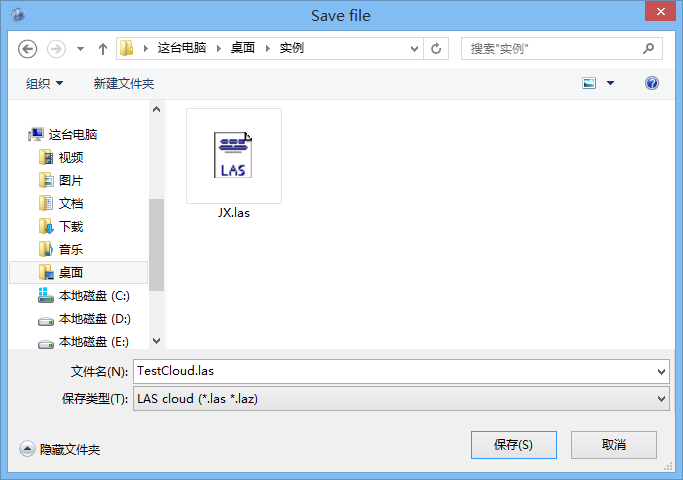 Save file
这台电脑 桌面 实例
搜索"实例"
组织 新建文件夹
这台电脑
视频
图片
文档
下载
音乐
桌面
本地磁盘 (C:)
本地磁盘 (D:)
本地磁盘 (E:)
LAS
JX.las
文件名(N): TestCloud.las
保存类型(T): LAS cloud (*.las *.laz)
隐藏文件夹
保存(S) 取消